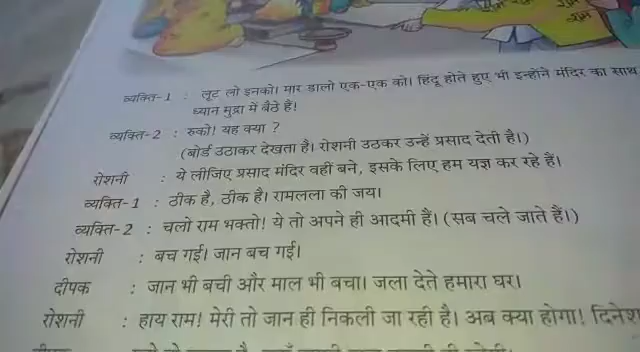 व्यक्ति-1 : लूट लो इनको। मार डालो एक-एक को। हिंदू होते हुए भी इन्होंने मंदिर का साथ
ध्यान मुद्रा में बैठे हैं!
व्यक्ति-2 : रुको! यह क्या ?
(बोर्ड उठाकर देखता है। रोशनी उठकर उन्हें प्रसाद देती है।)
रोशनी : ये लीजिए प्रसाद मंदिर वहीं बने, इसके लिए हम यज्ञ कर रहे हैं।
व्यक्ति-1 : ठीक है, ठीक है। रामलला की जय।
व्यक्ति-2 : चलो राम भक्तो! ये तो अपने ही आदमी हैं। (सब चले जाते हैं।)
रोशनी : बच गई। जान बच गई।
दीपक : जान भी बची और माल भी बचा। जला देते हमारा घर।
रोशनी : हाय राम! मेरी तो जान ही निकली जा रही है। अब क्या होगा! दिनेश